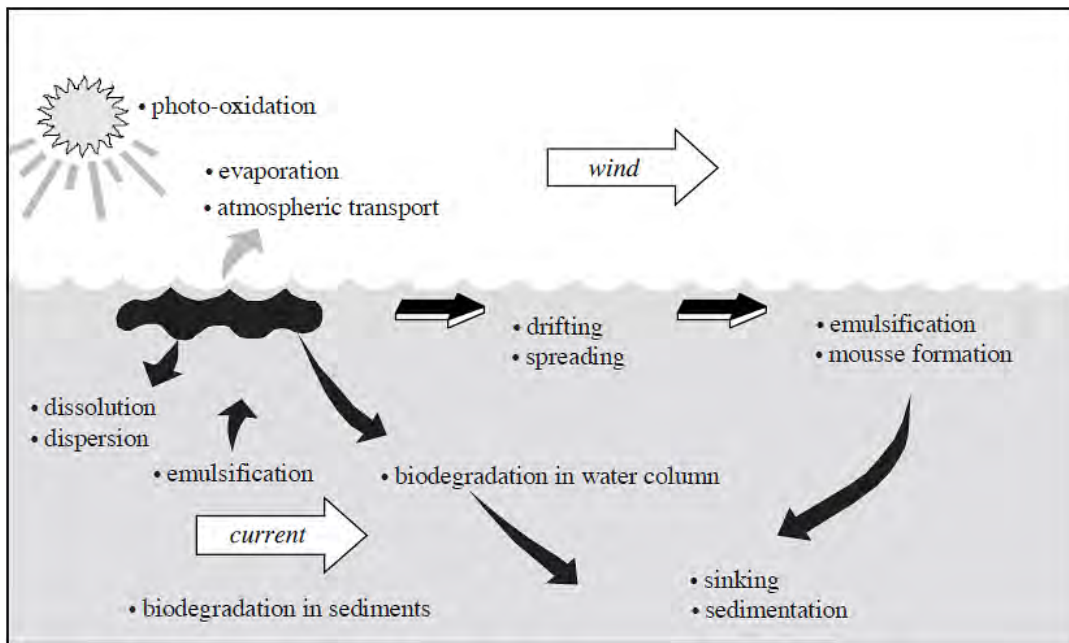 • photo-oxidation
• evaporation
• atmospheric transport
wind
• drifting
• spreading
• emulsification
• mousse formation
• dissolution
• dispersion
• emulsification
• biodegradation in water column
current
• sinking
• sedimentation
• biodegradation in sediments